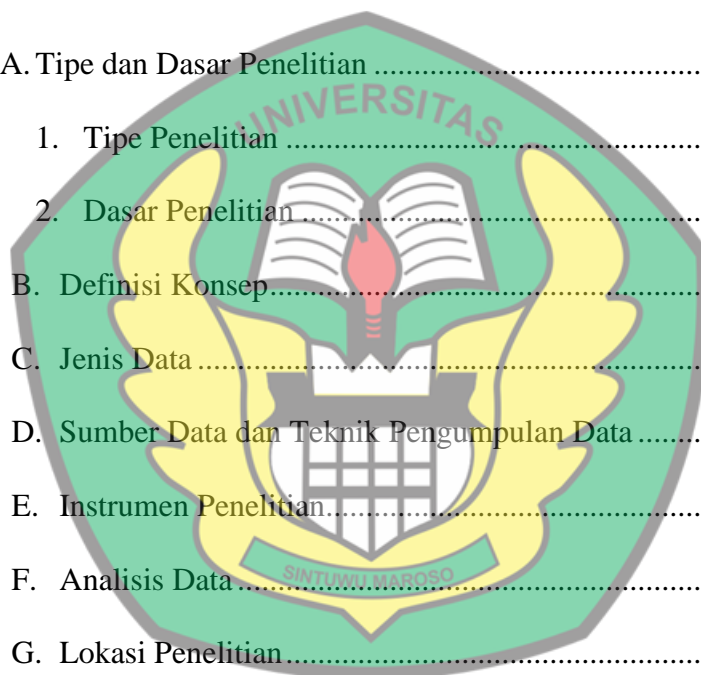 A. Tipe dan Dasar Penelitian ..........................................
UNIVERSITAS
1. Tipe Penelitian ......................................................
2. Dasar Penelitian ....................................................
B. Definisi Konsep........................................................
C. Jenis Data .................................................................
D. Sumber Data dan Teknik Pengumpulan Data ........
E. Instrumen Penelitian.................................................
F. Analisis Data ............................................................
SINTUWU MAROSO
G. Lokasi Penelitian ......................................................